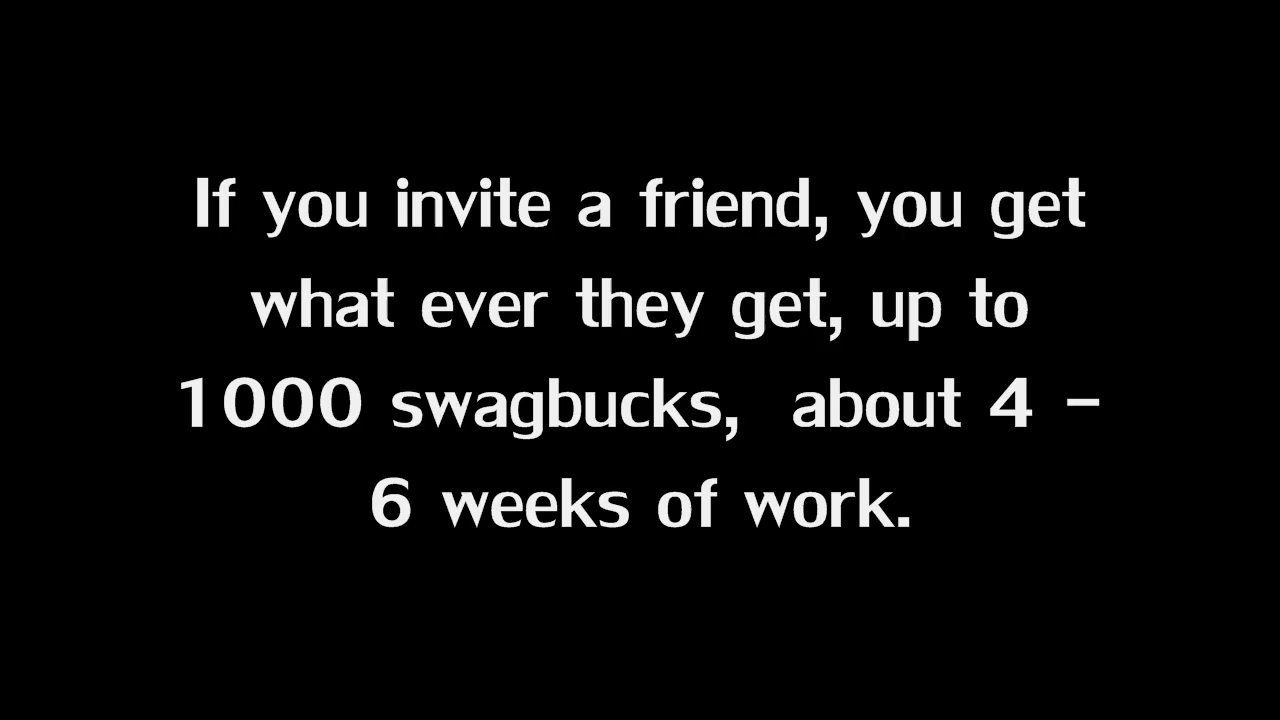 If you invite a friend, you get
what ever they get, up to
1000 swagbucks,  about 4 -
6 weeks of work.